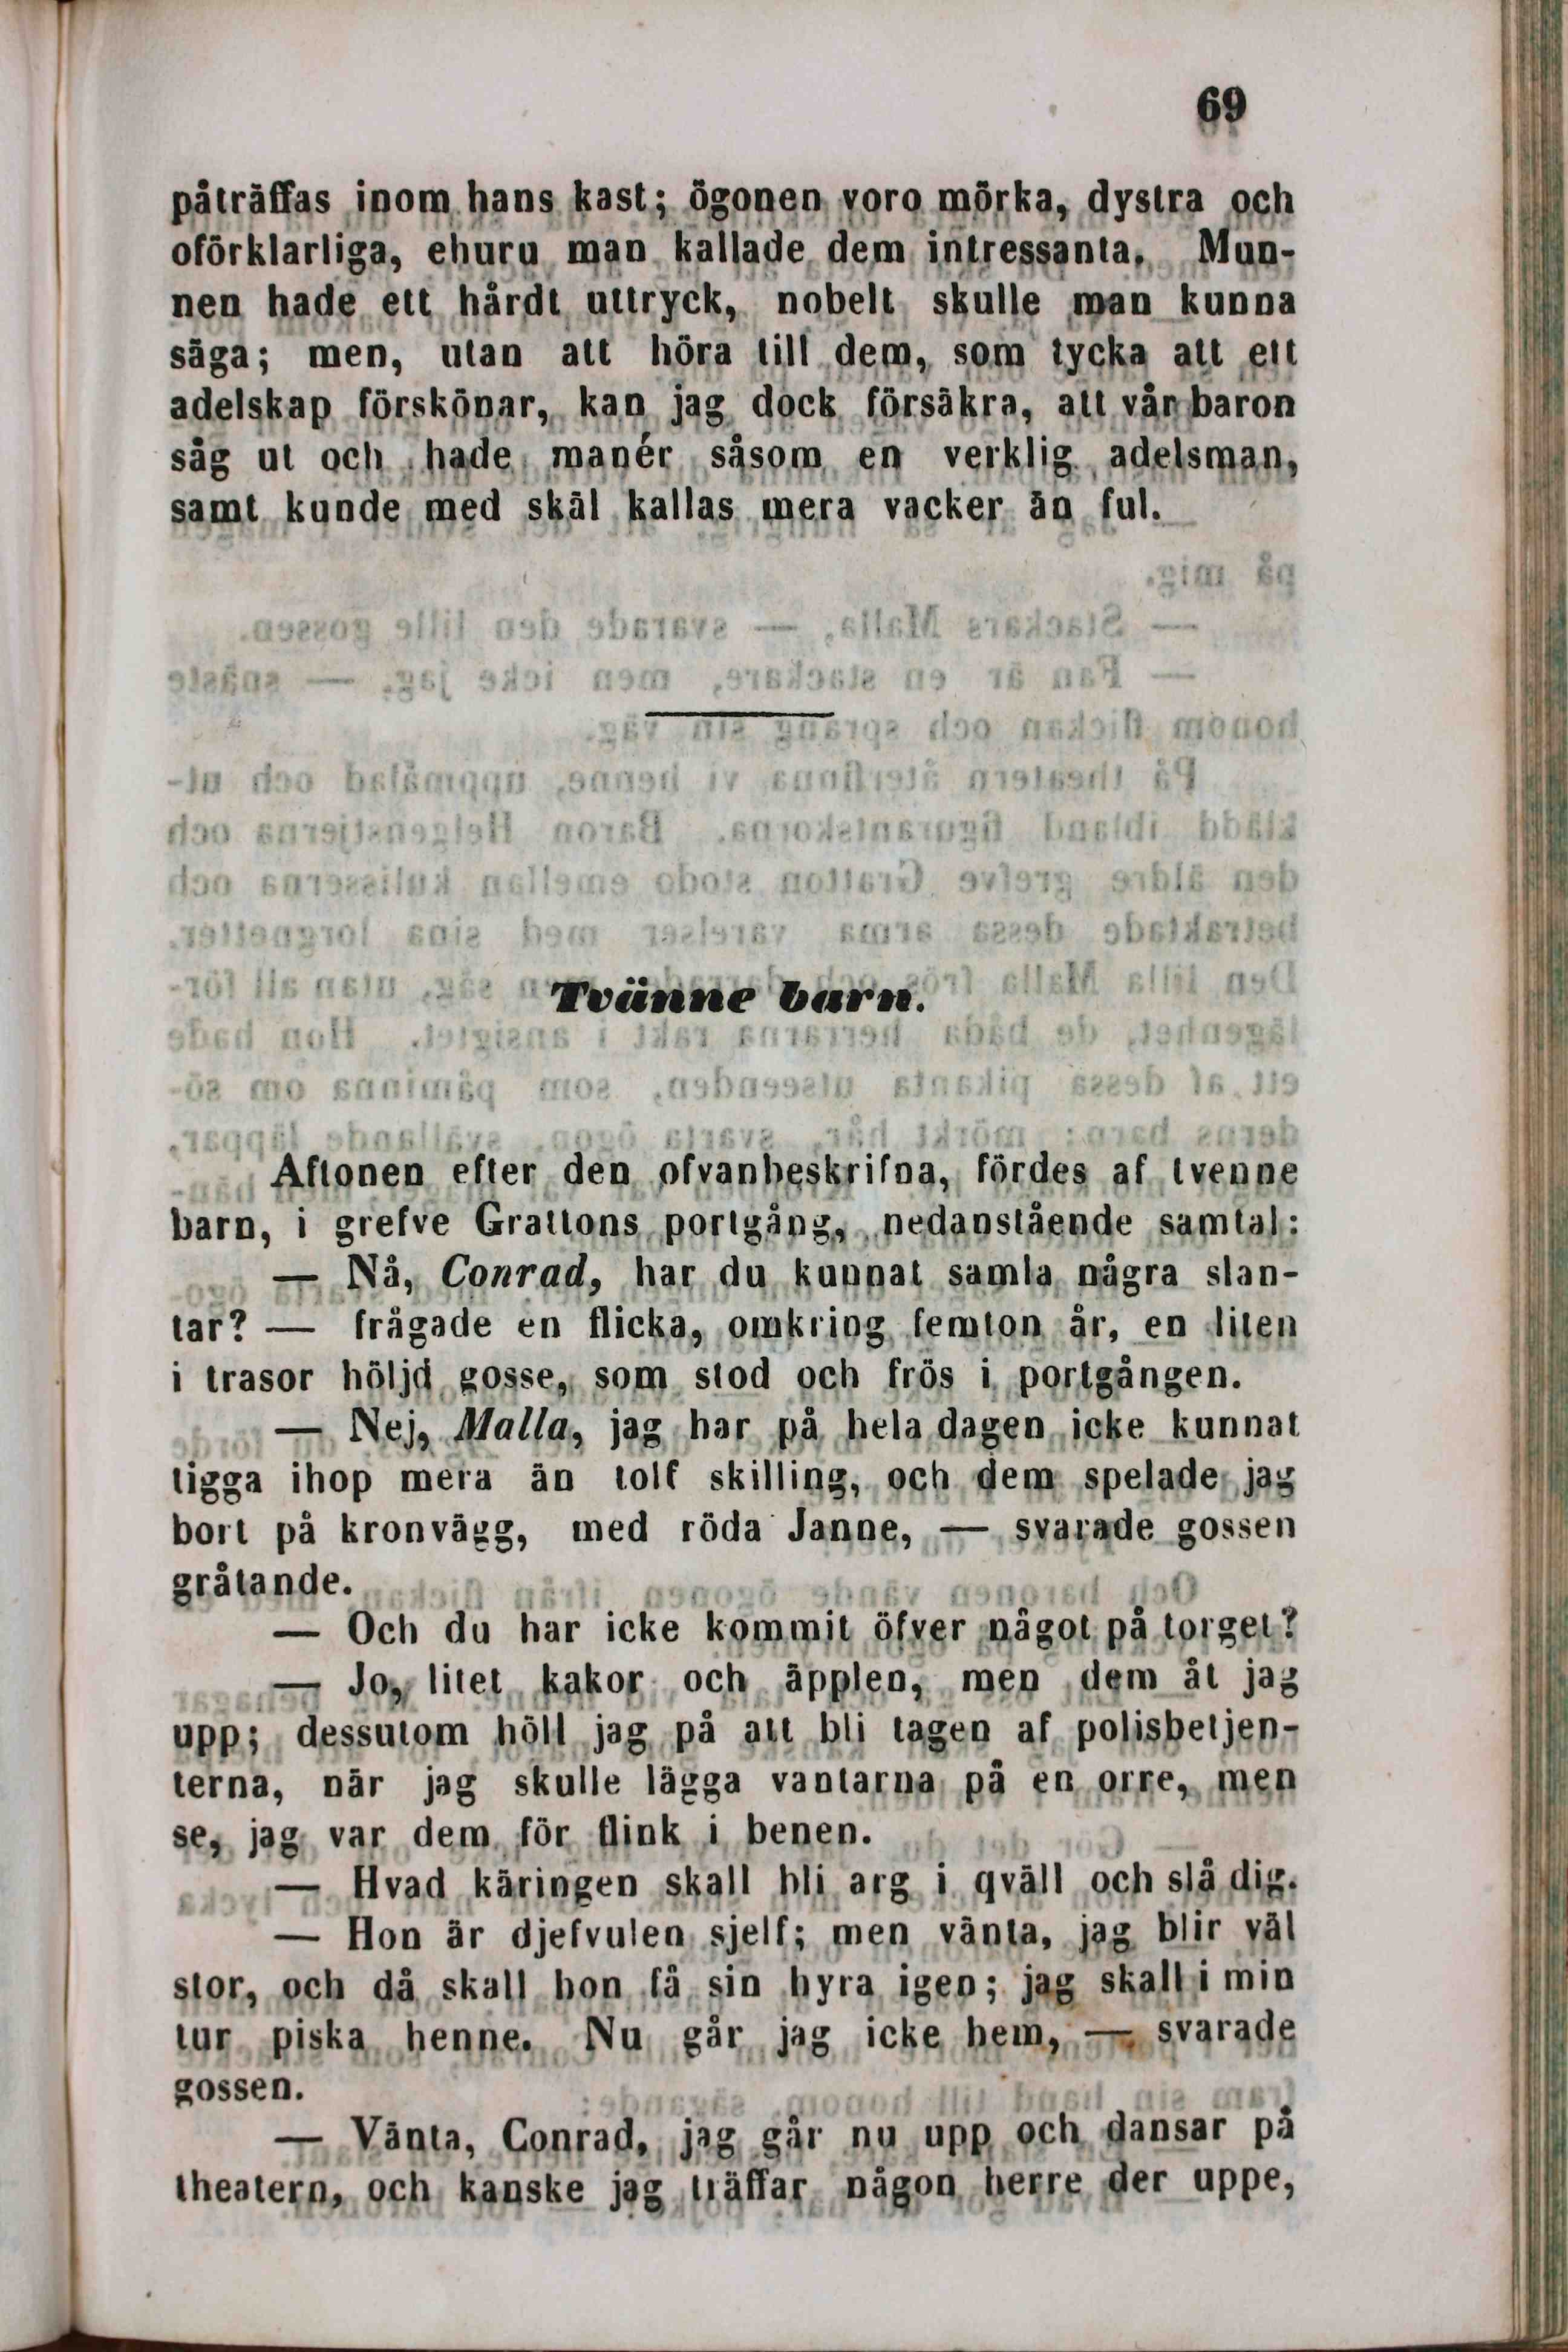 69
påträffas inom hans kast; ögonen voro mörka, dystra och
oförklarliga, ehuru man kallade dem intressanta. Mun-
nen hade ett hårdt uttryck, nobelt skulle man kunna
säga; men, utan att höra till dem, som tycka att ett
adelskap förskönar, kan jag dock försäkra, att vår baron
såg ut och hade manér såsom en verklig adelsman,
samt kunde med skäl kallas mera vacker än ful.
Tvänne barn.
Aftonen efter den ofvanbeskrifna, fördes af tvenne
barn, i grefve Grattons portgång, nedanstående samtal:
— Nå, Conrad, har du kunnat samla några slan-
tar? — frågade en flicka, omkring femton år, en liten
i trasor höljd gosse, som stod och frös i portgången.
— Nej, Malla, jag har på hela dagen icke kunnat
tigga ihop mera än tolf skilling, och dem spelade jag
bort på kronvägg, med röda Janne, — svarade gossen
gråtande.
— Och du har icke kommit öfver något på torget?
— Jo, litet kakor och äpplen, men dem åt jag
upp; dessutom höll jag på att bli tagen af polisbetjen-
terna, när jag skulle lägga vantarna på en orre, men
se, jag var dem för flink i benen.
— Hvad käringen skall bli arg i qväll och slå dig.
— Hon är djefvulen sjelf; men vänta, jag blir väl
stor, och då skall hon få sin hyra igen; jag skall i min
tur piska henne. Nu går jag icke hem, — svarade
gossen.
— Vänta, Conrad, jag går nu upp och dansar på
theatern, och kanske jag träffar någon herre der uppe,